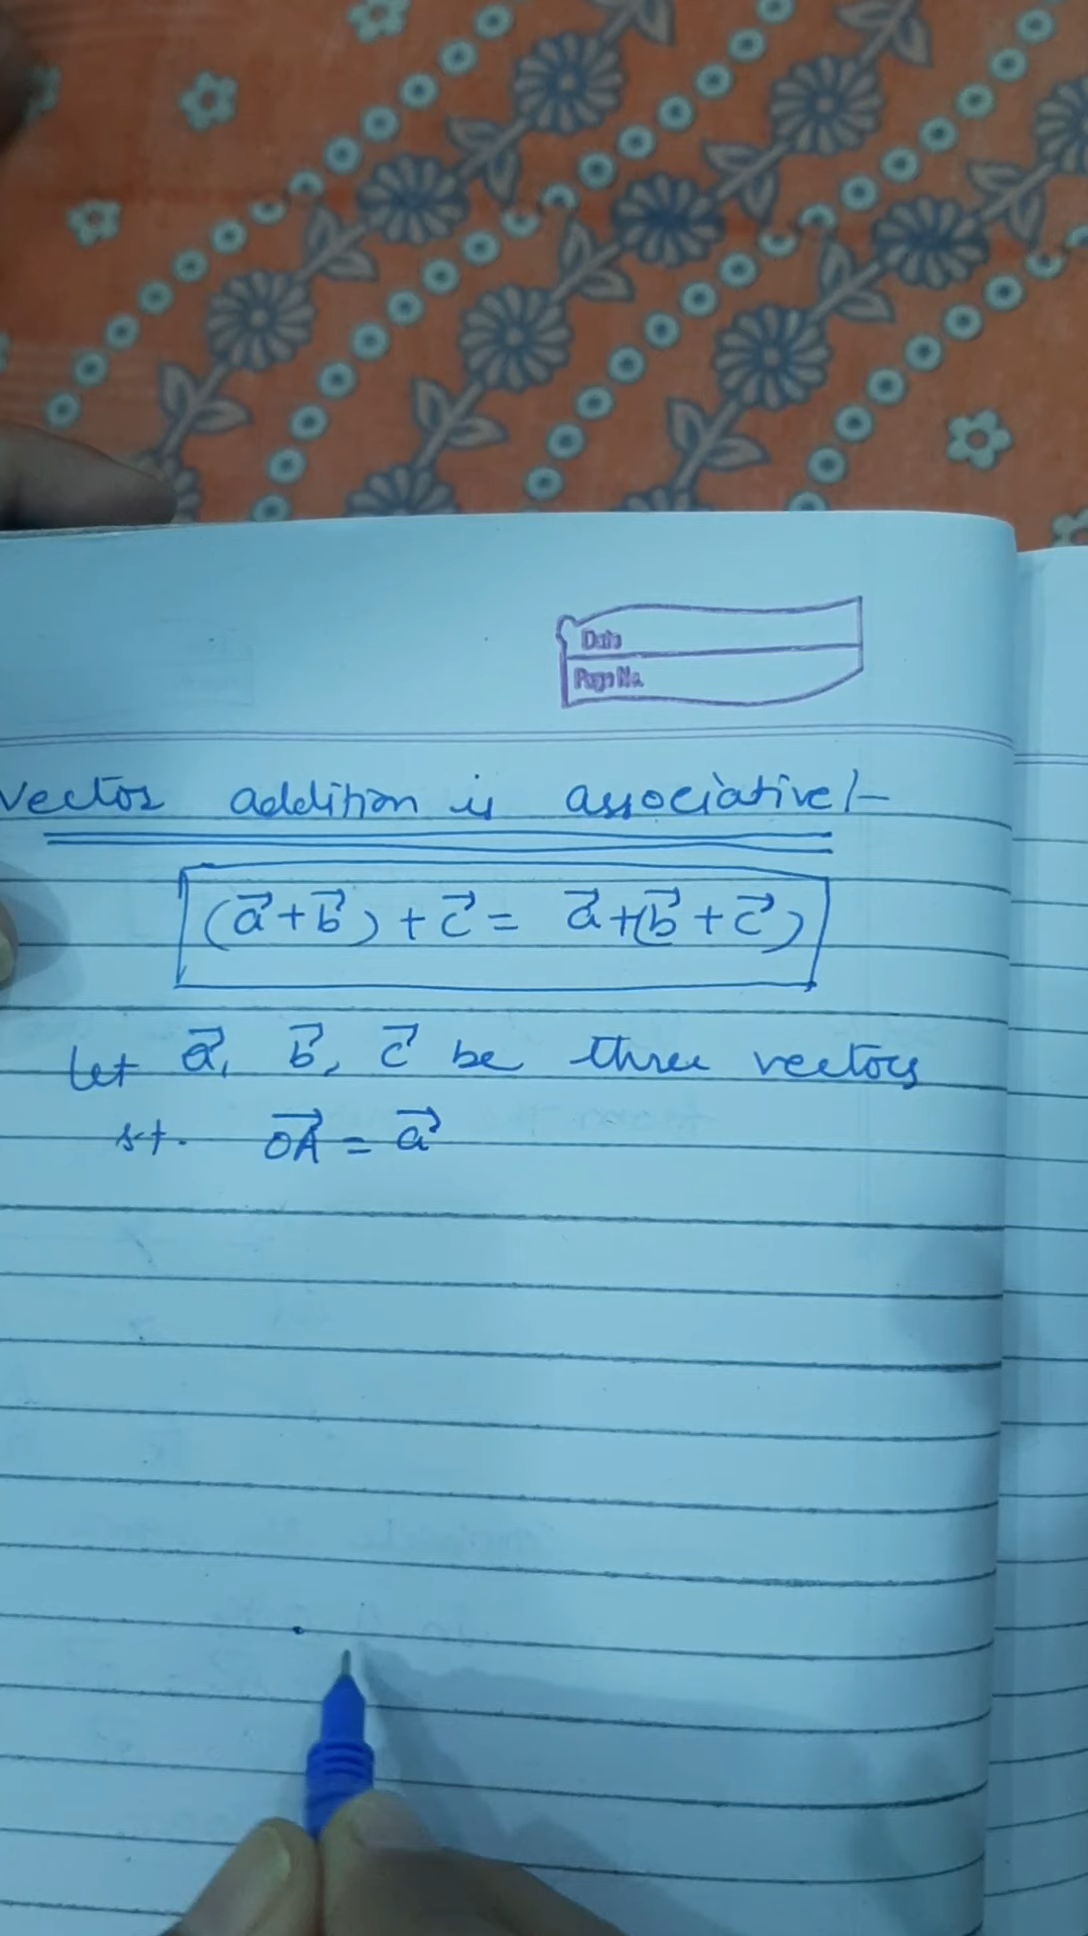 Date
Page No.
Vector addition is associative/-
(a⃗+b⃗)+c⃗ = a⃗+(b⃗+c⃗)
let a⃗, b⃗, c⃗ be three vectors
s.t. OA⃗ = a⃗